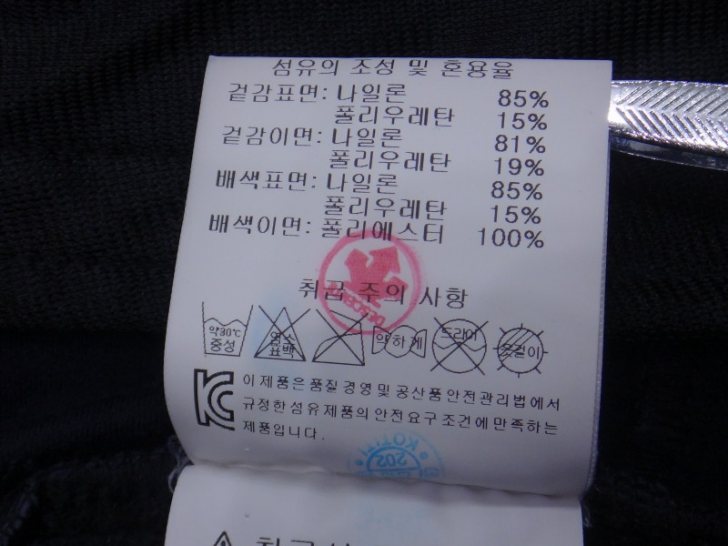 섬유의 조성 및 혼용율
겉감표면: 나일론 85%
폴리우레탄 15%
겉감이면: 나일론 81%
폴리우레탄 19%
배색표면: 나일론 85%
폴리우레탄 15%
배색이면: 폴리에스터 100%
취급 주의 사항
약30℃ 중성
염소 표백
약하게
드라이
옷걸이
이 제품은 품질 경영 및 공산품 안전관리법에서
규정한 섬유 제품의 안전 요구 조건에 만족하는
제품입니다.
KOTITI
202